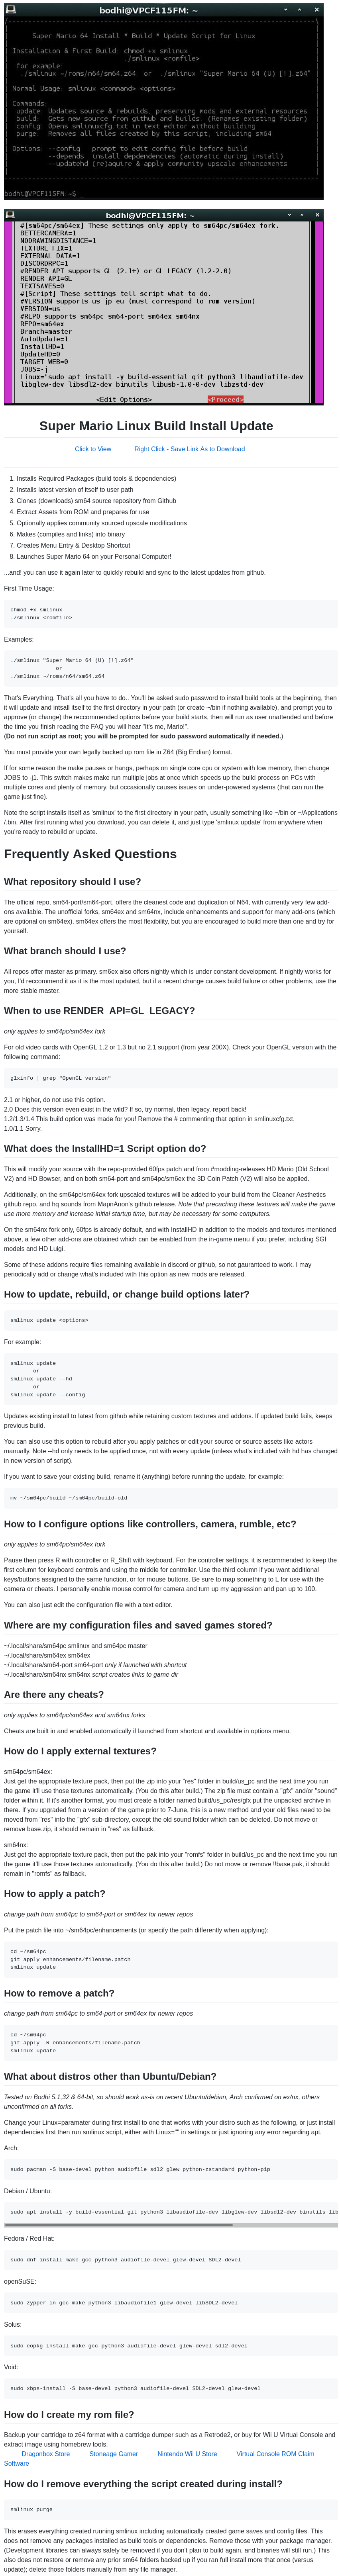 bodhi@VPCF115FM: ~
Super Mario 64 Install * Build * Update Script for Linux
Installation & First Build: chmod +x smlinux
./smlinux <romfile>
for example:
./smlinux ~/roms/n64/sm64.z64  or  ./smlinux "Super Mario 64 (U) [!].z64"
Normal Usage: smlinux <command> <options>
Commands:
update  Updates source & rebuilds, preserving mods and external resources
build   Gets new source from github and builds. (Renames existing folder)
config  Opens smlinuxcfg.txt in text editor without building
purge   Removes all files created by this script, including sm64
Options: --config   prompt to edit config file before build
--depends  install depdendencies (automatic during install)
--updatehd (re)aquire & apply community upscale enhancements
bodhi@VPCF115FM:~$
bodhi@VPCF115FM: ~
#[sm64pc/sm64ex] These settings only apply to sm64pc/sm64ex fork.
BETTERCAMERA=1
NODRAWINGDISTANCE=1
TEXTURE_FIX=1
EXTERNAL_DATA=1
DISCORDRPC=1
#RENDER_API supports GL (2.1+) or GL_LEGACY (1.2-2.0)
RENDER_API=GL
TEXTSAVES=0
#[Script] These settings tell script what to do.
#VERSION supports us jp eu (must correspond to rom version)
VERSION=us
#REPO supports sm64pc sm64-port sm64ex sm64nx
REPO=sm64ex
Branch=master
AutoUpdate=1
InstallHD=1
UpdateHD=0
TARGET_WEB=0
JOBS=-j
Linux="sudo apt install -y build-essential git python3 libaudiofile-dev
libglew-dev libsdl2-dev binutils libusb-1.0-0-dev libzstd-dev"
<Edit Options> <Proceed>
Super Mario Linux Build Install Update
Click to View Right Click - Save Link As to Download
1. Installs Required Packages (build tools & dependencies)
2. Installs latest version of itself to user path
3. Clones (downloads) sm64 source repository from Github
4. Extract Assets from ROM and prepares for use
5. Optionally applies community sourced upscale modifications
6. Makes (compiles and links) into binary
7. Creates Menu Entry & Desktop Shortcut
8. Launches Super Mario 64 on your Personal Computer!
...and! you can use it again later to quickly rebuild and sync to the latest updates from github.
First Time Usage:
chmod +x smlinux
./smlinux <romfile>
Examples:
./smlinux "Super Mario 64 (U) [!].z64"
or
./smlinux ~/roms/n64/sm64.z64
That's Everything. That's all you have to do.. You'll be asked sudo password to install build tools at the beginning, then
it will update and intsall itself to the first directory in your path (or create ~/bin if nothing available), and prompt you to
approve (or change) the recommended build options before your build starts, then will run as user unattended and before
the time you finish reading the FAQ you will hear "It's me, Mario!".
(Do not run script as root; you will be prompted for sudo password automatically if needed.)
You must provide your own legally backed up rom file in Z64 (Big Endian) format.
If for some reason the make pauses or hangs, perhaps on single core cpu or system with low memory, then change
JOBS to -j1. This switch makes make run multiple jobs at once which speeds up the build process on PCs with
multiple cores and plenty of memory, but occasionally causes issues on under-powered systems (that can run the
game just fine).
Note the script installs itself as 'smlinux' to the first directory in your path, usually something like ~/bin or ~/Applications
/.bin. After first running what you download, you can delete it, and just type 'smlinux update' from anywhere when
you're ready to rebuild or update.
Frequently Asked Questions
What repository should I use?
The official repo, sm64-port/sm64-port, offers the cleanest code and duplication of N64, with currently very few add-
ons available. The unofficial forks, sm64ex and sm64nx, include enhancements and support for many add-ons (which
are optional on sm64ex). sm64ex offers the most flexibility, but you are encouraged to build more than one and try for
yourself.
What branch should I use?
All repos offer master as primary. sm6ex also offers nightly which is under constant development. If nightly works for
you, I'd reccommend it as it is the most updated, but if a recent change causes build failure or other problems, use the
more stable master.
When to use RENDER_API=GL_LEGACY?
only applies to sm64pc/sm64ex fork
For old video cards with OpenGL 1.2 or 1.3 but no 2.1 support (from year 200X). Check your OpenGL version with the
following command:
glxinfo | grep "OpenGL version"
2.1 or higher, do not use this option.
2.0 Does this version even exist in the wild? If so, try normal, then legacy, report back!
1.2/1.3/1.4 This build option was made for you! Remove the # commenting that option in smlinuxcfg.txt.
1.0/1.1 Sorry.
What does the InstallHD=1 Script option do?
This will modify your source with the repo-provided 60fps patch and from #modding-releases HD Mario (Old School
V2) and HD Bowser, and on both sm64-port and sm64pc/sm6ex the 3D Coin Patch (V2) will also be applied.
Additionally, on the sm64pc/sm64ex fork upscaled textures will be added to your build from the Cleaner Aesthetics
github repo, and hq sounds from MapnAnon's github release. Note that precaching these textures will make the game
use more memory and increase initial startup time, but may be necessary for some computers.
On the sm64nx fork only, 60fps is already default, and with InstallHD in addition to the models and textures mentioned
above, a few other add-ons are obtained which can be enabled from the in-game menu if you prefer, including SGI
models and HD Luigi.
Some of these addons require files remaining available in discord or github, so not gauranteed to work. I may
periodically add or change what's included with this option as new mods are released.
How to update, rebuild, or change build options later?
smlinux update <options>
For example:
smlinux update
or
smlinux update --hd
or
smlinux update --config
Updates existing install to latest from github while retaining custom textures and addons. If updated build fails, keeps
previous build.
You can also use this option to rebuild after you apply patches or edit your source or source assets like actors
manually. Note --hd only needs to be applied once, not with every update (unless what's included with hd has changed
in new version of script).
If you want to save your existing build, rename it (anything) before running the update, for example:
mv ~/sm64pc/build ~/sm64pc/build-old
How to I configure options like controllers, camera, rumble, etc?
only applies to sm64pc/sm64ex fork
Pause then press R with controller or R_Shift with keyboard. For the controller settings, it is recommended to keep the
first column for keyboard controls and using the middle for controller. Use the third column if you want additional
keys/buttons assigned to the same function, or for mouse buttons. Be sure to map something to L for use with the
camera or cheats. I personally enable mouse control for camera and turn up my aggression and pan up to 100.
You can also just edit the configuration file with a text editor.
Where are my configuration files and saved games stored?
~/.local/share/sm64pc smlinux and sm64pc master
~/.local/share/sm64ex sm64ex
~/.local/share/sm64-port sm64-port only if launched with shortcut
~/.local/share/sm64nx sm64nx script creates links to game dir
Are there any cheats?
only applies to sm64pc/sm64ex and sm64nx forks
Cheats are built in and enabled automatically if launched from shortcut and available in options menu.
How do I apply external textures?
sm64pc/sm64ex:
Just get the appropriate texture pack, then put the zip into your "res" folder in build/us_pc and the next time you run
the game it'll use those textures automatically. (You do this after build.) The zip file must contain a "gfx" and/or "sound"
folder within it. If it's another format, you must create a folder named build/us_pc/res/gfx put the unpacked archive in
there. If you upgraded from a version of the game prior to 7-June, this is a new method and your old files need to be
moved from "res" into the "gfx" sub-directory, except the old sound folder which can be deleted. Do not move or
remove base.zip, it should remain in "res" as fallback.
sm64nx:
Just get the appropriate texture pack, then put the pak into your "romfs" folder in build/us_pc and the next time you run
the game it'll use those textures automatically. (You do this after build.) Do not move or remove !!base.pak, it should
remain in "romfs" as fallback.
How to apply a patch?
change path from sm64pc to sm64-port or sm64ex for newer repos
Put the patch file into ~/sm64pc/enhancements (or specify the path differently when applying):
cd ~/sm64pc
git apply enhancements/filename.patch
smlinux update
How to remove a patch?
change path from sm64pc to sm64-port or sm64ex for newer repos
cd ~/sm64pc
git apply -R enhancements/filename.patch
smlinux update
What about distros other than Ubuntu/Debian?
Tested on Bodhi 5.1,32 & 64-bit, so should work as-is on recent Ubuntu/debian, Arch confirmed on ex/nx, others
unconfirmed on all forks.
Change your Linux=paramater during first install to one that works with your distro such as the following, or just install
dependencies first then run smlinux script, either with Linux="" in settings or just ignoring any error regarding apt.
Arch:
sudo pacman -S base-devel python audiofile sdl2 glew python-zstandard python-pip
Debian / Ubuntu:
sudo apt install -y build-essential git python3 libaudiofile-dev libglew-dev libsdl2-dev binutils lib
Fedora / Red Hat:
sudo dnf install make gcc python3 audiofile-devel glew-devel SDL2-devel
openSuSE:
sudo zypper in gcc make python3 libaudiofile1 glew-devel libSDL2-devel
Solus:
sudo eopkg install make gcc python3 audiofile-devel glew-devel sdl2-devel
Void:
sudo xbps-install -S base-devel python3 audiofile-devel SDL2-devel glew-devel
How do I create my rom file?
Backup your cartridge to z64 format with a cartridge dumper such as a Retrode2, or buy for Wii U Virtual Console and
extract image using homebrew tools.
Dragonbox Store Stoneage Gamer Nintendo Wii U Store Virtual Console ROM Claim
Software
How do I remove everything the script created during install?
smlinux purge
This erases everything created running smlinux including automatically created game saves and config files. This
does not remove any packages installed as build tools or dependencies. Remove those with your package manager.
(Development libraries can always safely be removed if you don't plan to build again, and binaries will still run.) This
also does not restore or remove any prior sm64 folders backed up if you ran full install more that once (versus
update); delete those folders manually from any file manager.